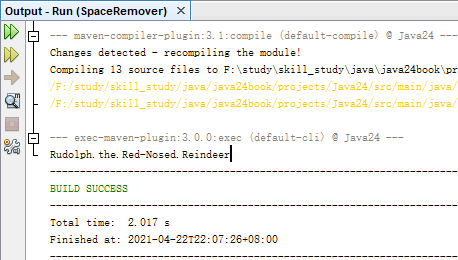 Output - Run (SpaceRemover)
--- maven-compiler-plugin:3.1:compile (default-compile) @ Java24 ---
Changes detected - recompiling the module!
Compiling 13 source files to F:\study\skill_study\java\java24book\pr
/F:/study/skill_study/java/java24book/projects/Java24/src/main/java/
/F:/study/skill_study/java/java24book/projects/Java24/src/main/java/
--- exec-maven-plugin:3.0.0:exec (default-cli) @ Java24 ---
Rudolph.the.Red-Nosed.Reindeer
------------------------------------------------------------------------
BUILD SUCCESS
------------------------------------------------------------------------
Total time:  2.017 s
Finished at: 2021-04-22T22:07:26+08:00
------------------------------------------------------------------------